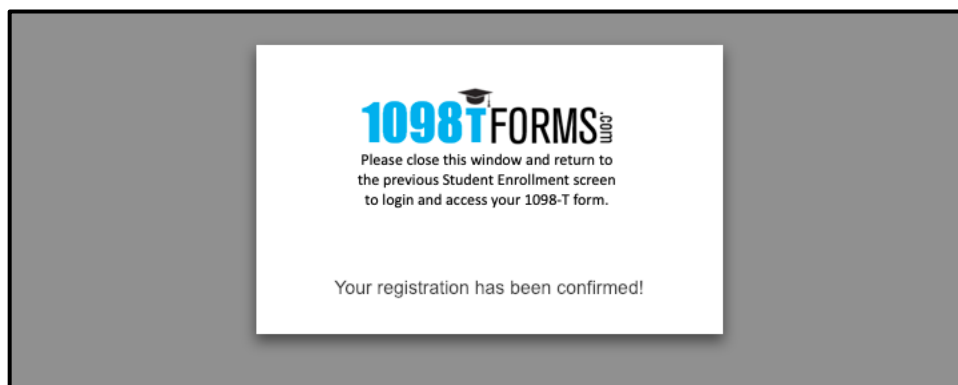 1098TFORMS.com
Please close this window and return to
the previous Student Enrollment screen
to login and access your 1098-T form.
Your registration has been confirmed!